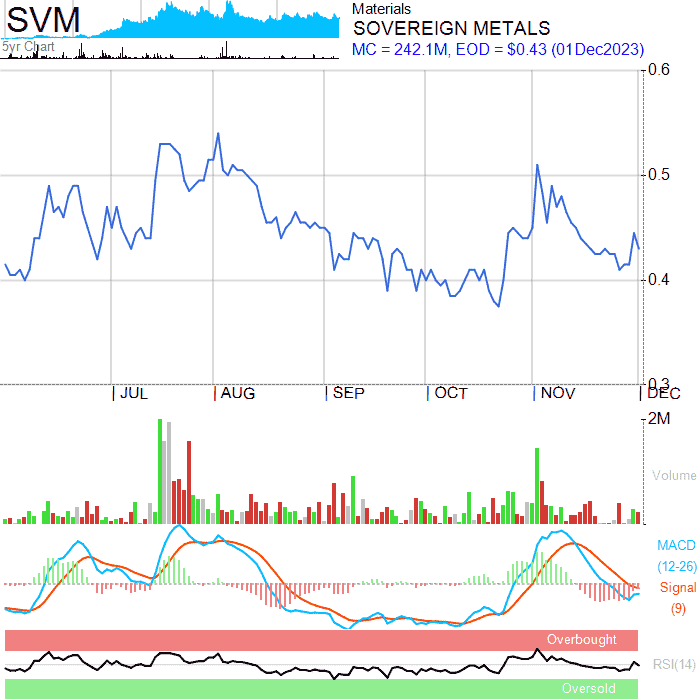 SVM
5yr Chart
Materials
SOVEREIGN METALS
MC = 242.1M, EOD = $0.43 (01Dec2023)
0.6
0.5
0.4
0.3
JUL AUG SEP OCT NOV DEC
2M
Volume
MACD
(12-26)
Signal
(9)
Overbought
RSI(14)
Oversold